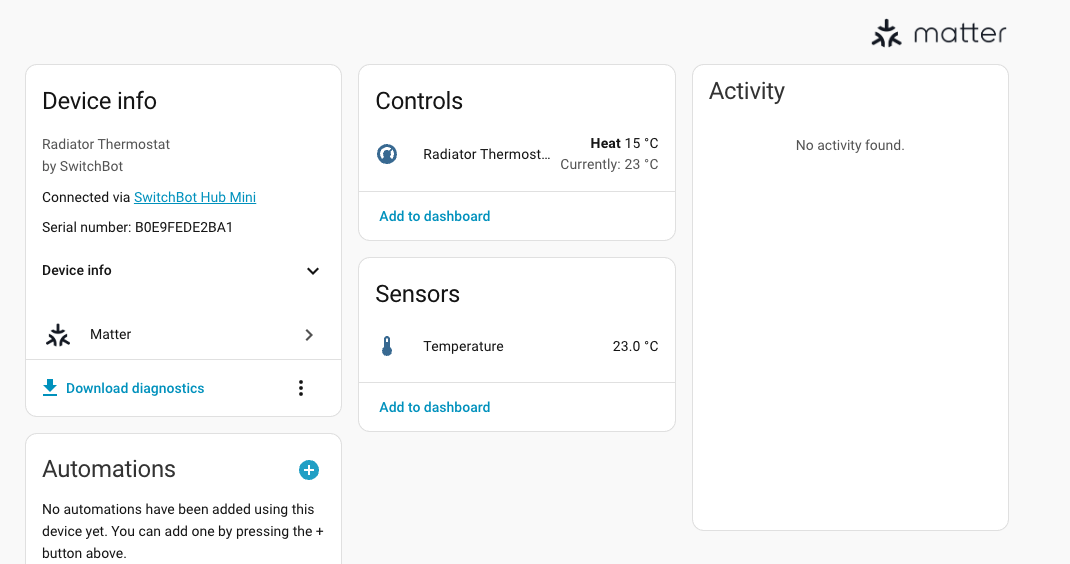 matter
Device info
Radiator Thermostat
by SwitchBot
Connected via SwitchBot Hub Mini
Serial number: B0E9FEDE2BA1
Device info
Matter
Download diagnostics
Automations
No automations have been added using this
device yet. You can add one by pressing the +
button above.
Controls
Radiator Thermost...
Heat 15 °C
Currently: 23 °C
Add to dashboard
Sensors
Temperature
23.0 °C
Add to dashboard
Activity
No activity found.